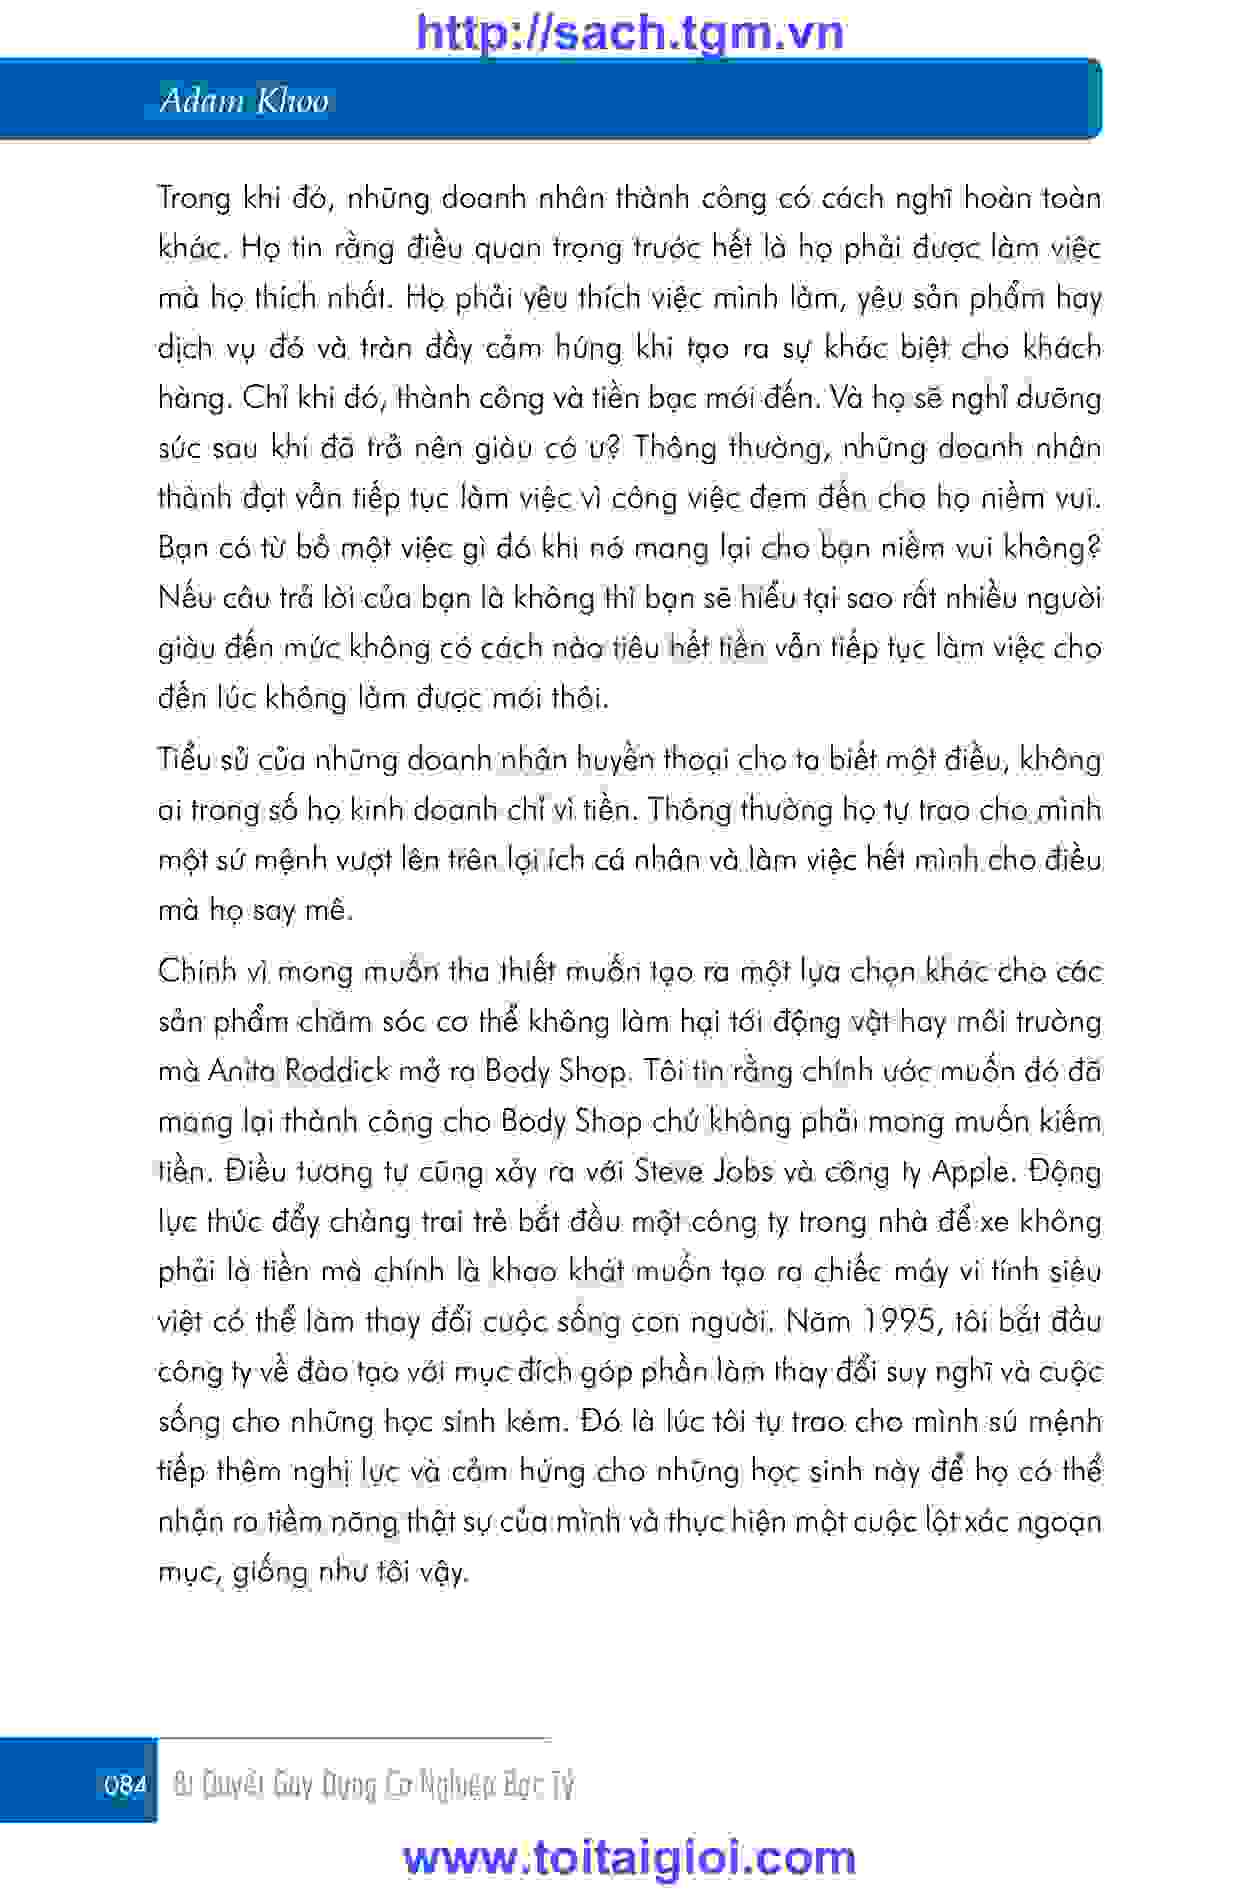 http://sach.tgm.vn
Adam Khoo
Trong khi đó, những doanh nhân thành công có cách nghĩ hoàn toàn
khác. Họ tin rằng điều quan trọng trước hết là họ phải được làm việc
mà họ thích nhất. Họ phải yêu thích việc mình làm, yêu sản phẩm hay
dịch vụ đó và tràn đầy cảm hứng khi tạo ra sự khác biệt cho khách
hàng. Chỉ khi đó, thành công và tiền bạc mới đến. Và họ sẽ nghỉ dưỡng
sức sau khi đã trở nên giàu có ư? Thông thường, những doanh nhân
thành đạt vẫn tiếp tục làm việc vì công việc đem đến cho họ niềm vui.
Bạn có từ bỏ một việc gì đó khi nó mang lại cho bạn niềm vui không?
Nếu câu trả lời của bạn là không thì bạn sẽ hiểu tại sao rất nhiều người
giàu đến mức không có cách nào tiêu hết tiền vẫn tiếp tục làm việc cho
đến lúc không làm được mới thôi.
Tiểu sử của những doanh nhân huyền thoại cho ta biết một điều, không
ai trong số họ kinh doanh chỉ vì tiền. Thông thường họ tự trao cho mình
một sứ mệnh vượt lên trên lợi ích cá nhân và làm việc hết mình cho điều
mà họ say mê.
Chính vì mong muốn tha thiết muốn tạo ra một lựa chọn khác cho các
sản phẩm chăm sóc cơ thể không làm hại tới động vật hay môi trường
mà Anita Roddick mở ra Body Shop. Tôi tin rằng chính ước muốn đó đã
mang lại thành công cho Body Shop chứ không phải mong muốn kiếm
tiền. Điều tương tự cũng xảy ra với Steve Jobs và công ty Apple. Động
lực thúc đẩy chàng trai trẻ bắt đầu một công ty trong nhà để xe không
phải là tiền mà chính là khao khát muốn tạo ra chiếc máy vi tính siêu
việt có thể làm thay đổi cuộc sống con người. Năm 1995, tôi bắt đầu
công ty về đào tạo với mục đích góp phần làm thay đổi suy nghĩ và cuộc
sống cho những học sinh kém. Đó là lúc tôi tự trao cho mình sứ mệnh
tiếp thêm nghị lực và cảm hứng cho những học sinh này để họ có thể
nhận ra tiềm năng thật sự của mình và thực hiện một cuộc lột xác ngoạn
mục, giống như tôi vậy.
084 Bí Quyết Gây Dựng Cơ Nghiệp Bạc Tỷ
www.toitaigioi.com